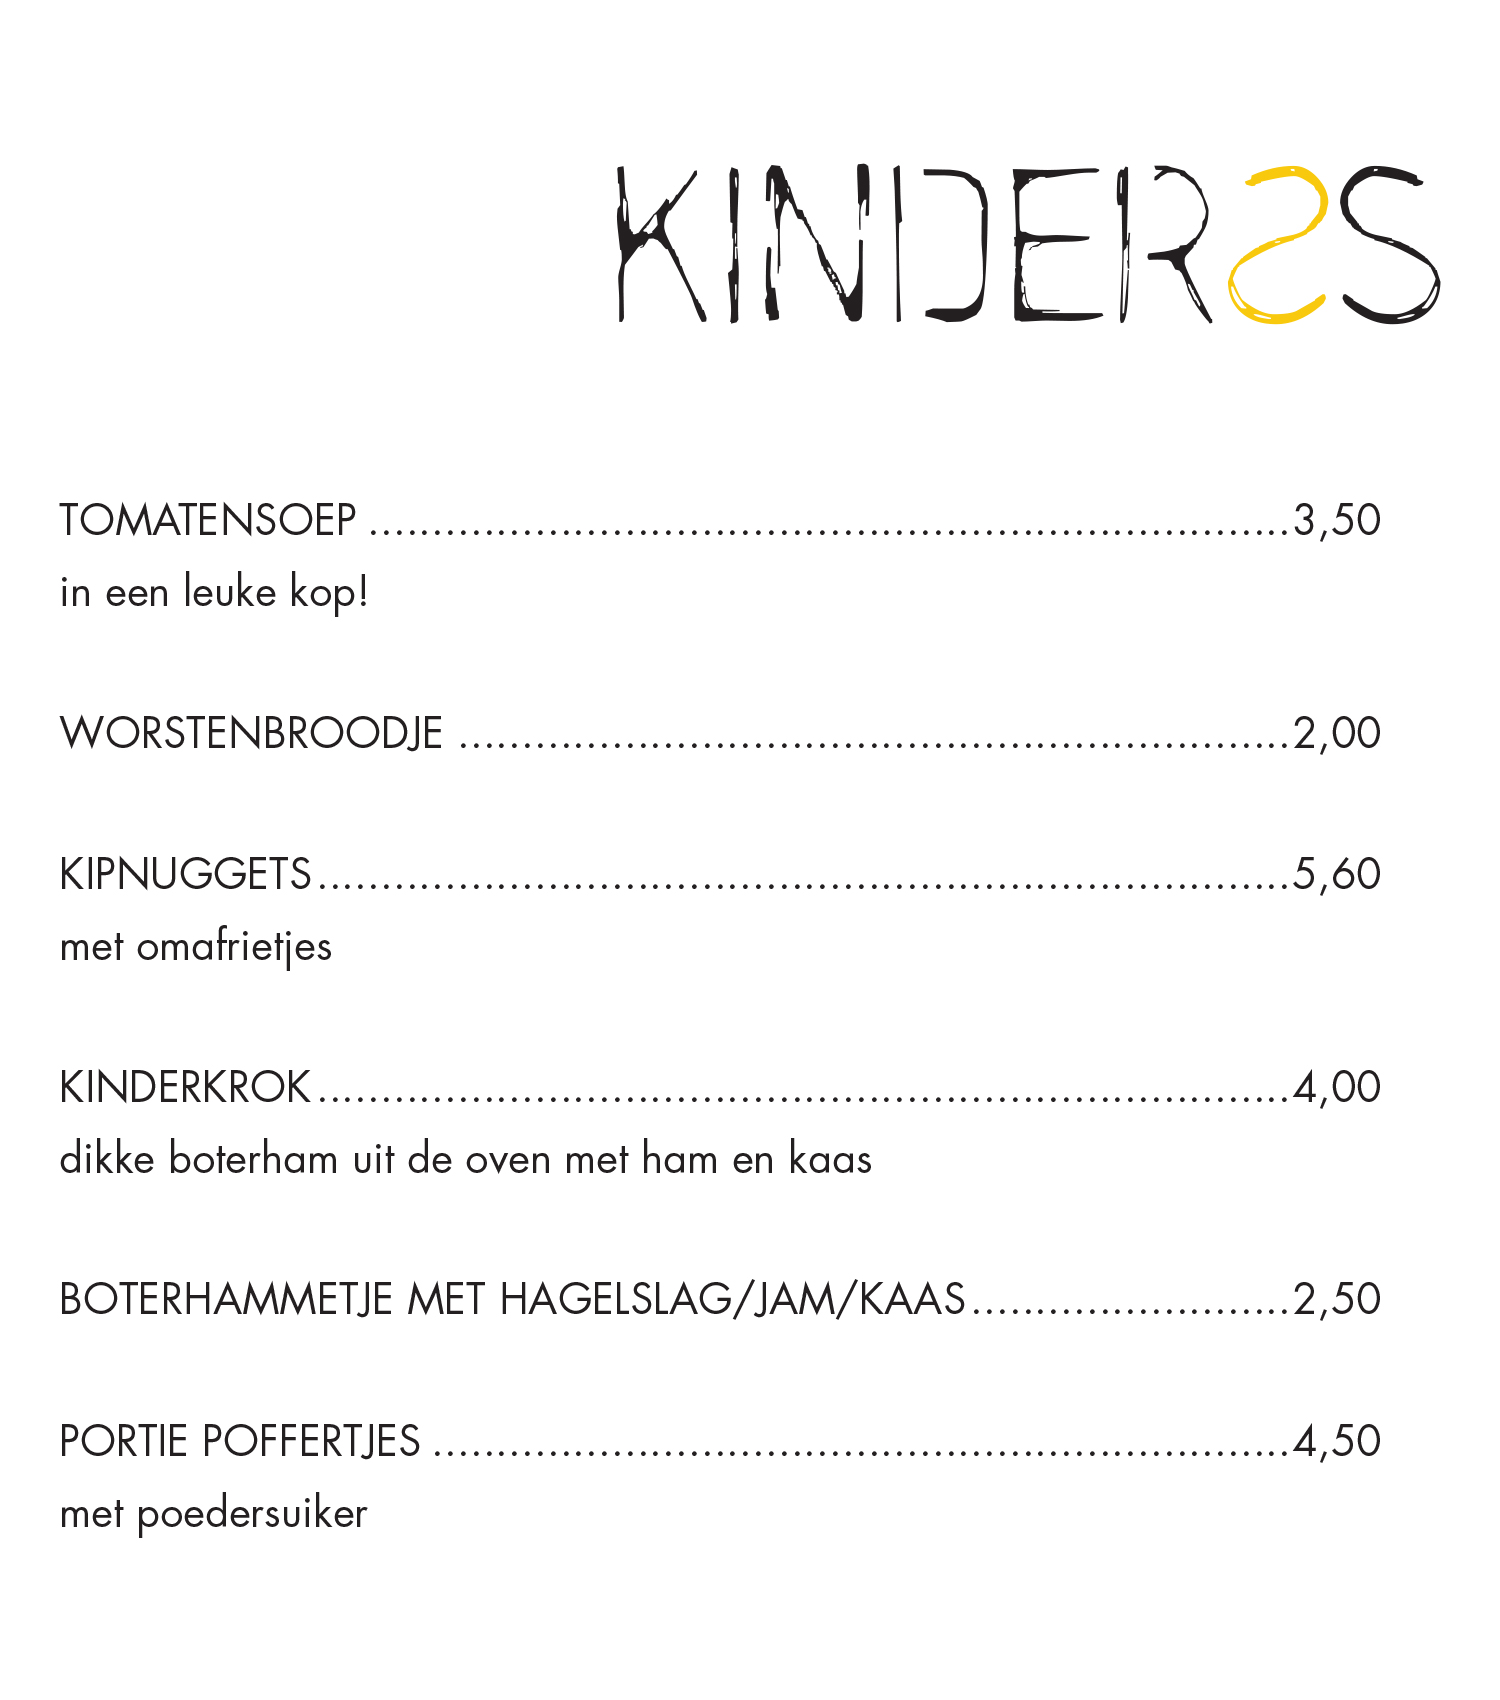 KINDERSS
TOMATENSOEP ........................................................................3,50
in een leuke kop!
WORSTENBROODJE .................................................................2,00
KIPNUGGETS............................................................................5,60
met omafrietjes
KINDERKROK............................................................................4,00
dikke boterham uit de oven met ham en kaas
BOTERHAMMETJE MET HAGELSLAG/JAM/KAAS.........................2,50
PORTIE POFFERTJES ...................................................................4,50
met poedersuiker